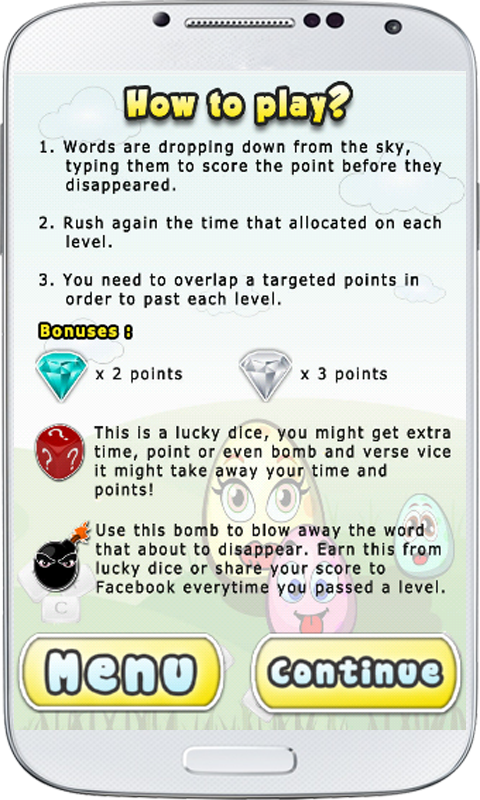 How to play?
1. Words are dropping down from the sky,
typing them to score the point before they
disappeared.
2. Rush again the time that allocated on each
level.
3. You need to overlap a targeted points in
order to past each level.
Bonuses :
x 2 points
x 3 points
This is a lucky dice, you might get extra
time, point or even bomb and verse vice
it might take away your time and
points!
Use this bomb to blow away the word
that about to disappear. Earn this from
lucky dice or share your score to
Facebook everytime you passed a level.
C
Menu
Continue